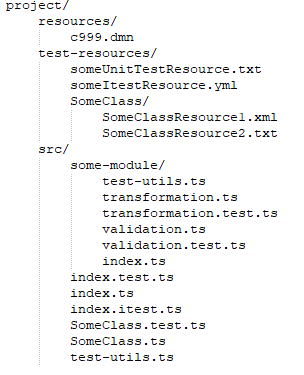 project/
resources/
c999.dmn
test-resources/
someUnitTestResource.txt
someItestResource.yml
SomeClass/
SomeClassResource1.xml
SomeClassResource2.txt
src/
some-module/
test-utils.ts
transformation.ts
transformation.test.ts
validation.ts
validation.test.ts
index.ts
index.test.ts
index.ts
index.itest.ts
SomeClass.test.ts
SomeClass.ts
test-utils.ts